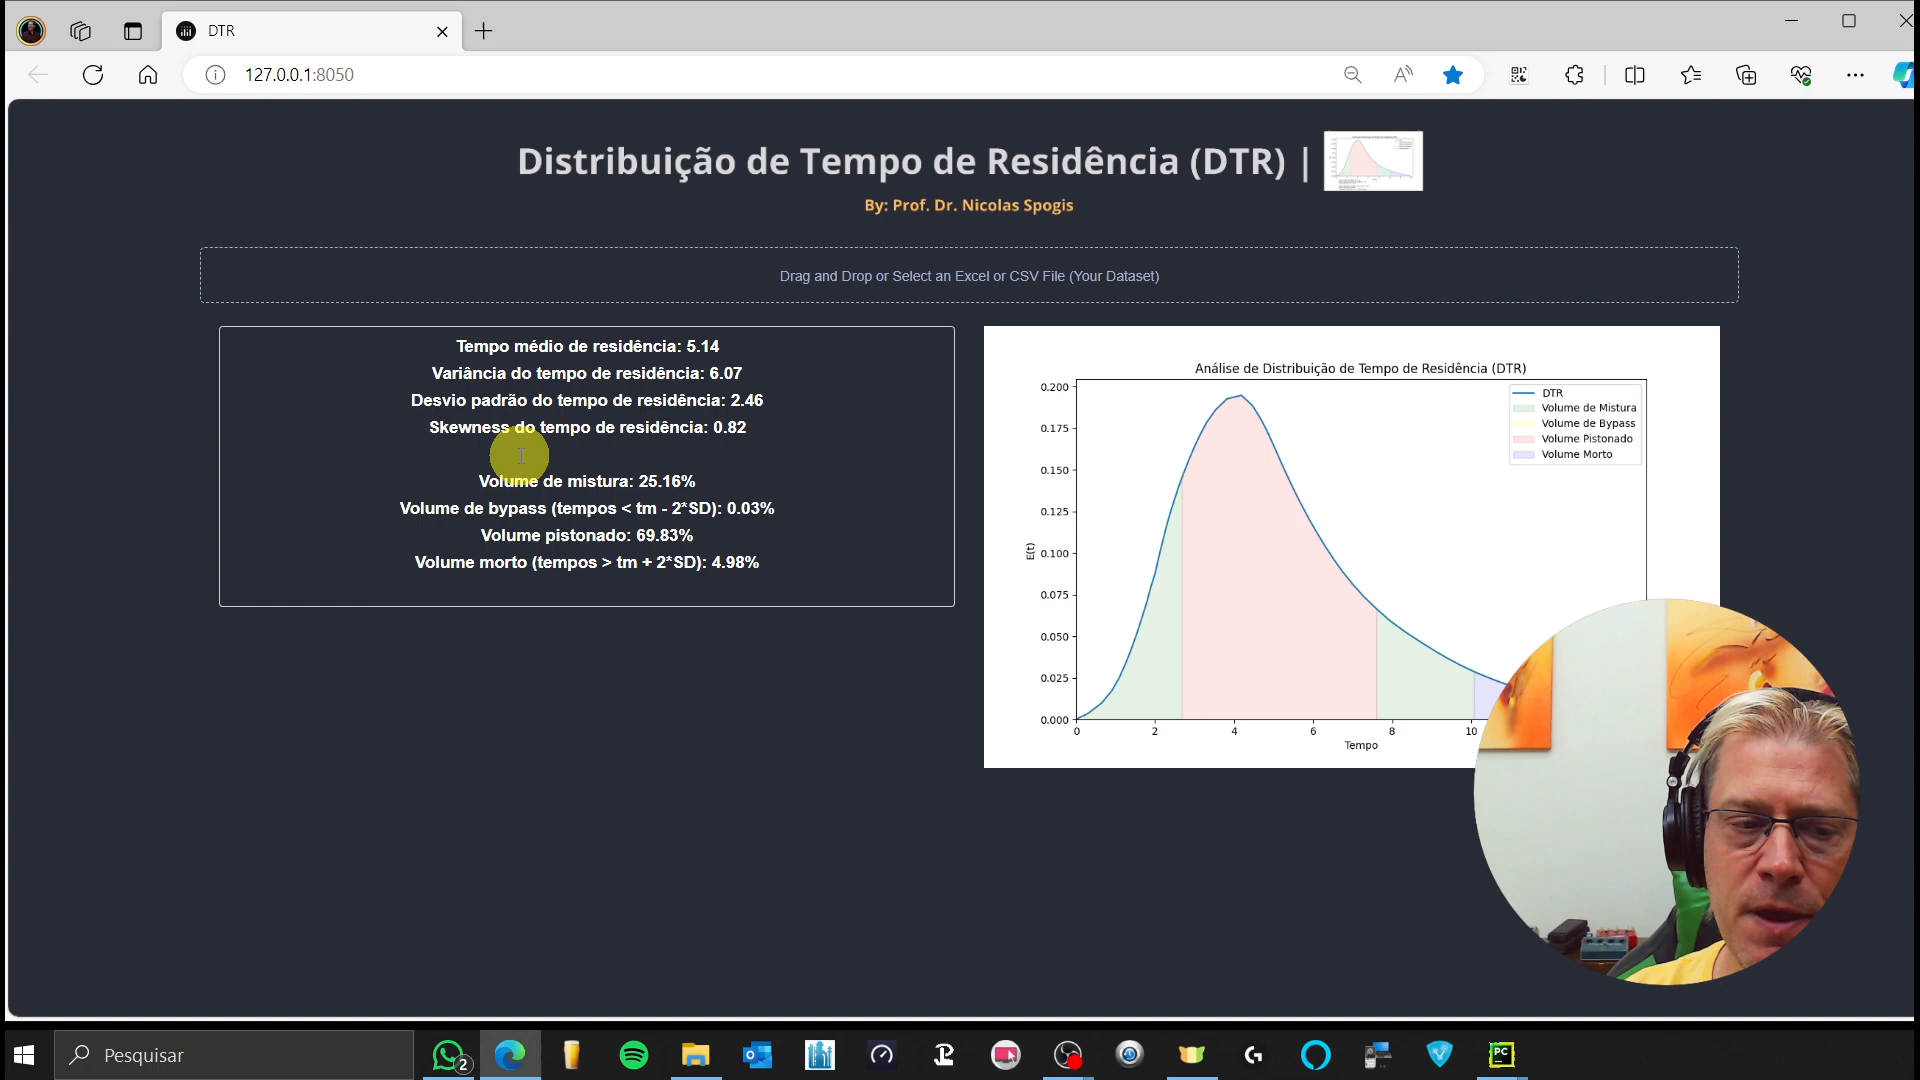 DTR
127.0.0.1:8050
Distribuição de Tempo de Residência (DTR) |
By: Prof. Dr. Nicolas Spogis
Drag and Drop or Select an Excel or CSV File (Your Dataset)
Tempo médio de residência: 5.14
Variância do tempo de residência: 6.07
Desvio padrão do tempo de residência: 2.46
Skewness do tempo de residência: 0.82
Volume de mistura: 25.16%
Volume de bypass (tempos < tm - 2*SD): 0.03%
Volume pistonado: 69.83%
Volume morto (tempos > tm + 2*SD): 4.98%
Análise de Distribuição de Tempo de Residência (DTR)
DTR
Volume de Mistura
Volume de Bypass
Volume Pistonado
Volume Morto
E(t)
0.200
0.175
0.150
0.125
0.100
0.075
0.050
0.025
0.000
0 2 4 6 8 10
Tempo
Pesquisar
2
PC